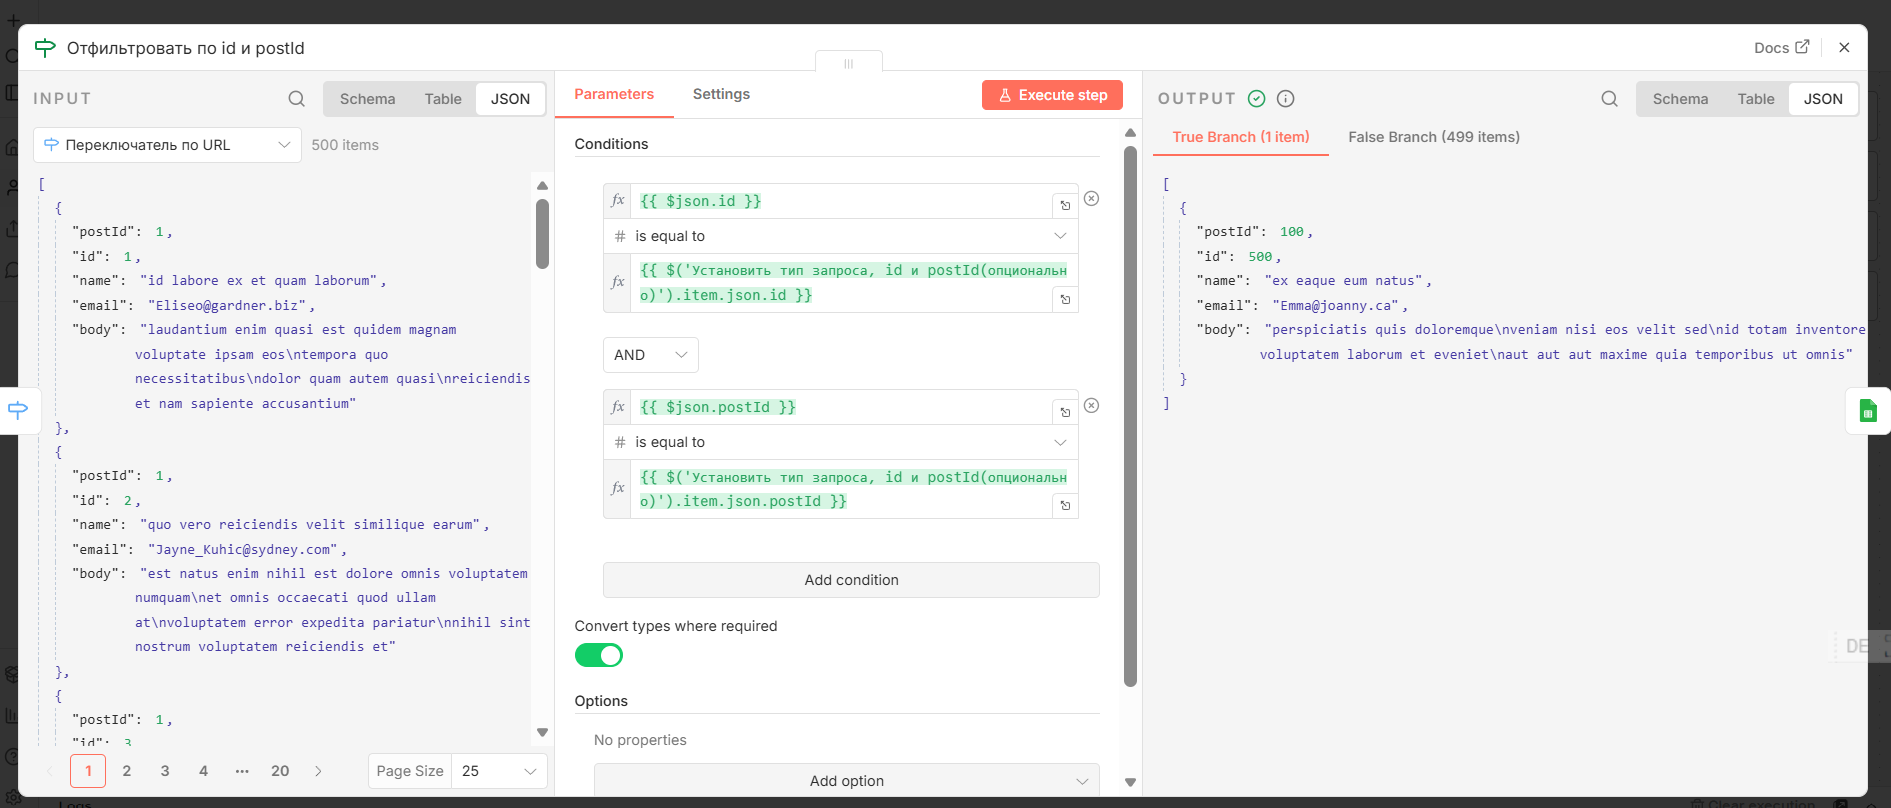 Отфильтровать по id и postId
Docs
INPUT
Schema
Table
JSON
Переключатель по URL
500 items
[
{
"postId": 1,
"id": 1,
"name": "id labore ex et quam laborum",
"email": "Eliseo@gardner.biz",
"body": "laudantium enim quasi est quidem magnam
voluptate ipsam eos\ntempora quo
necessitatibus\ndolor quam autem quasi\nreiciendis
et nam sapiente accusantium"
},
{
"postId": 1,
"id": 2,
"name": "quo vero reiciendis velit similique earum",
"email": "Jayne_Kuhic@sydney.com",
"body": "est natus enim nihil est dolore omnis voluptatem
numquam\net omnis occaecati quod ullam
at\nvoluptatem error expedita pariatur\nnihil sint
nostrum voluptatem reiciendis et"
},
{
"postId": 1,
"id": 3
1
2
3
4
...
20
Page Size
25
Parameters
Settings
Execute step
Conditions
fx
{{ $json.id }}
# is equal to
fx
{{ $('Установить тип запроса, id и postId(опциональн
о)').item.json.id }}
AND
fx
{{ $json.postId }}
# is equal to
fx
{{ $('Установить тип запроса, id и postId(опциональн
о)').item.json.postId }}
Add condition
Convert types where required
Options
No properties
Add option
OUTPUT
Schema
Table
JSON
True Branch (1 item)
False Branch (499 items)
[
{
"postId": 100,
"id": 500,
"name": "ex eaque eum natus",
"email": "Emma@joanny.ca",
"body": "perspiciatis quis doloremque\nveniam nisi eos velit sed\nid totam inventore
voluptatem laborum et eveniet\naut aut aut maxime quia temporibus ut omnis"
}
]
DE
Logs
Clear execution